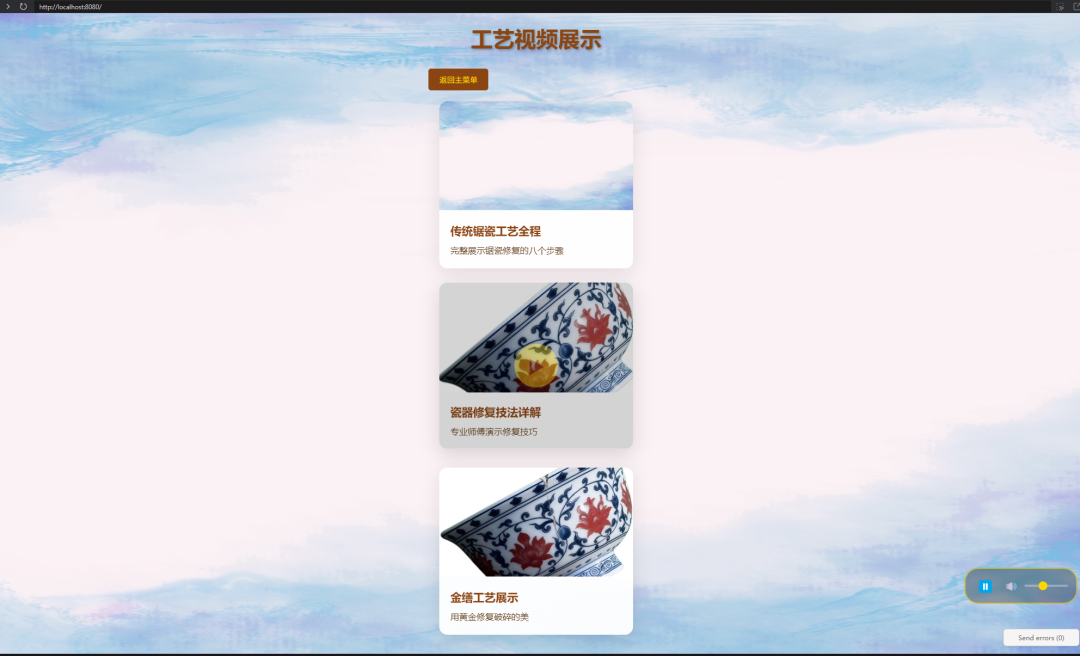 http://localhost:8080/
工艺视频展示
返回主菜单
传统锯瓷工艺全程
完整展示锯瓷修复的八个步骤
瓷器修复技法详解
专业师傅演示修复技巧
金缮工艺展示
用黄金修复破碎的美
Send errors (0)